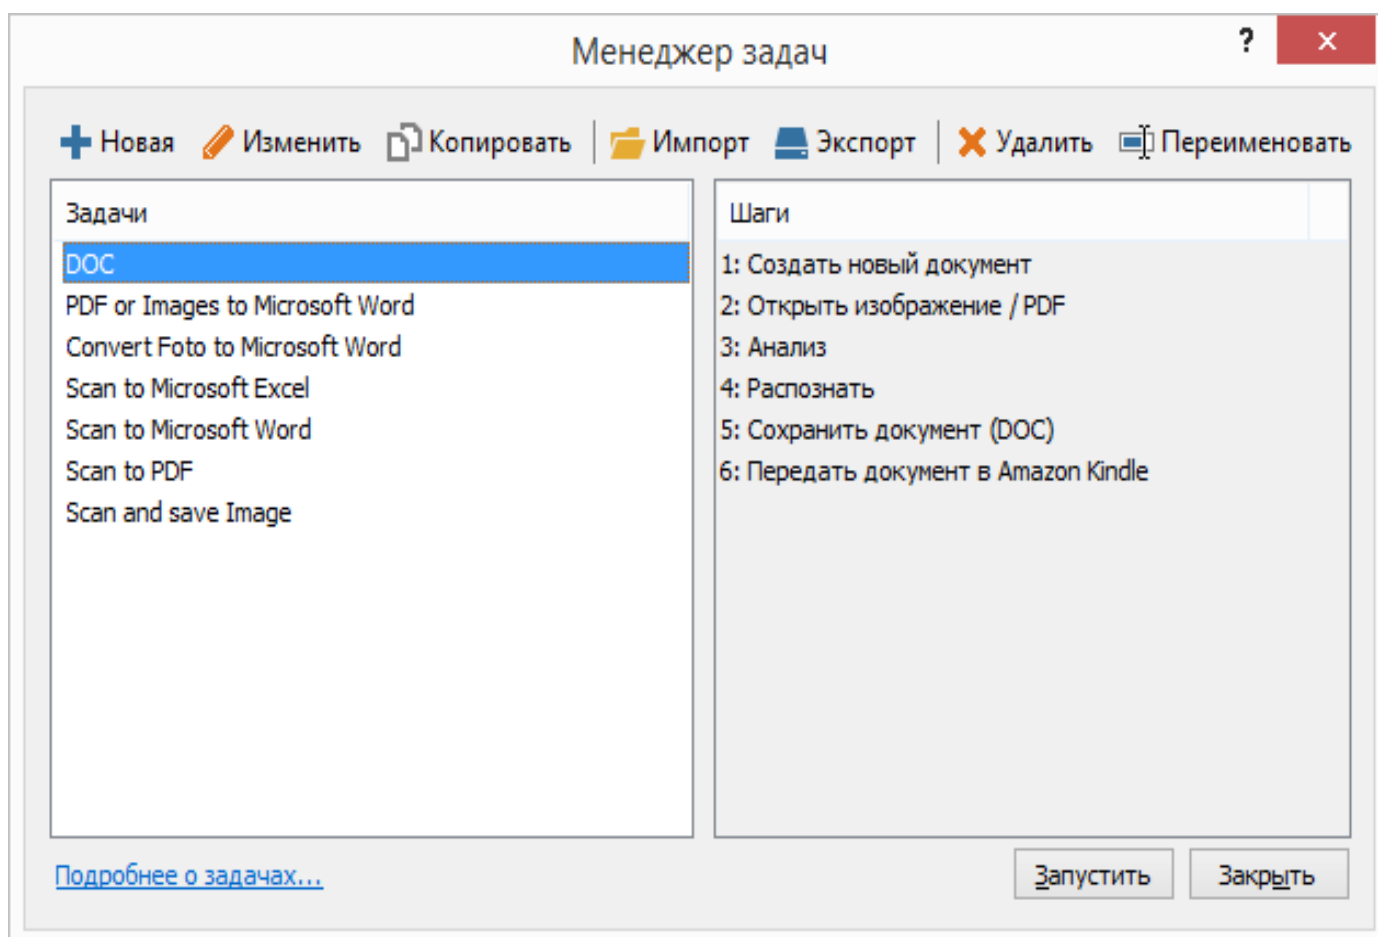 Менеджер задач ? ×
Новая Изменить Копировать Импорт Экспорт Удалить Переименовать
Задачи
DOC
PDF or Images to Microsoft Word
Convert Foto to Microsoft Word
Scan to Microsoft Excel
Scan to Microsoft Word
Scan to PDF
Scan and save Image
Шаги
1: Создать новый документ
2: Открыть изображение / PDF
3: Анализ
4: Распознать
5: Сохранить документ (DOC)
6: Передать документ в Amazon Kindle
Подробнее о задачах...
Запустить Закрыть